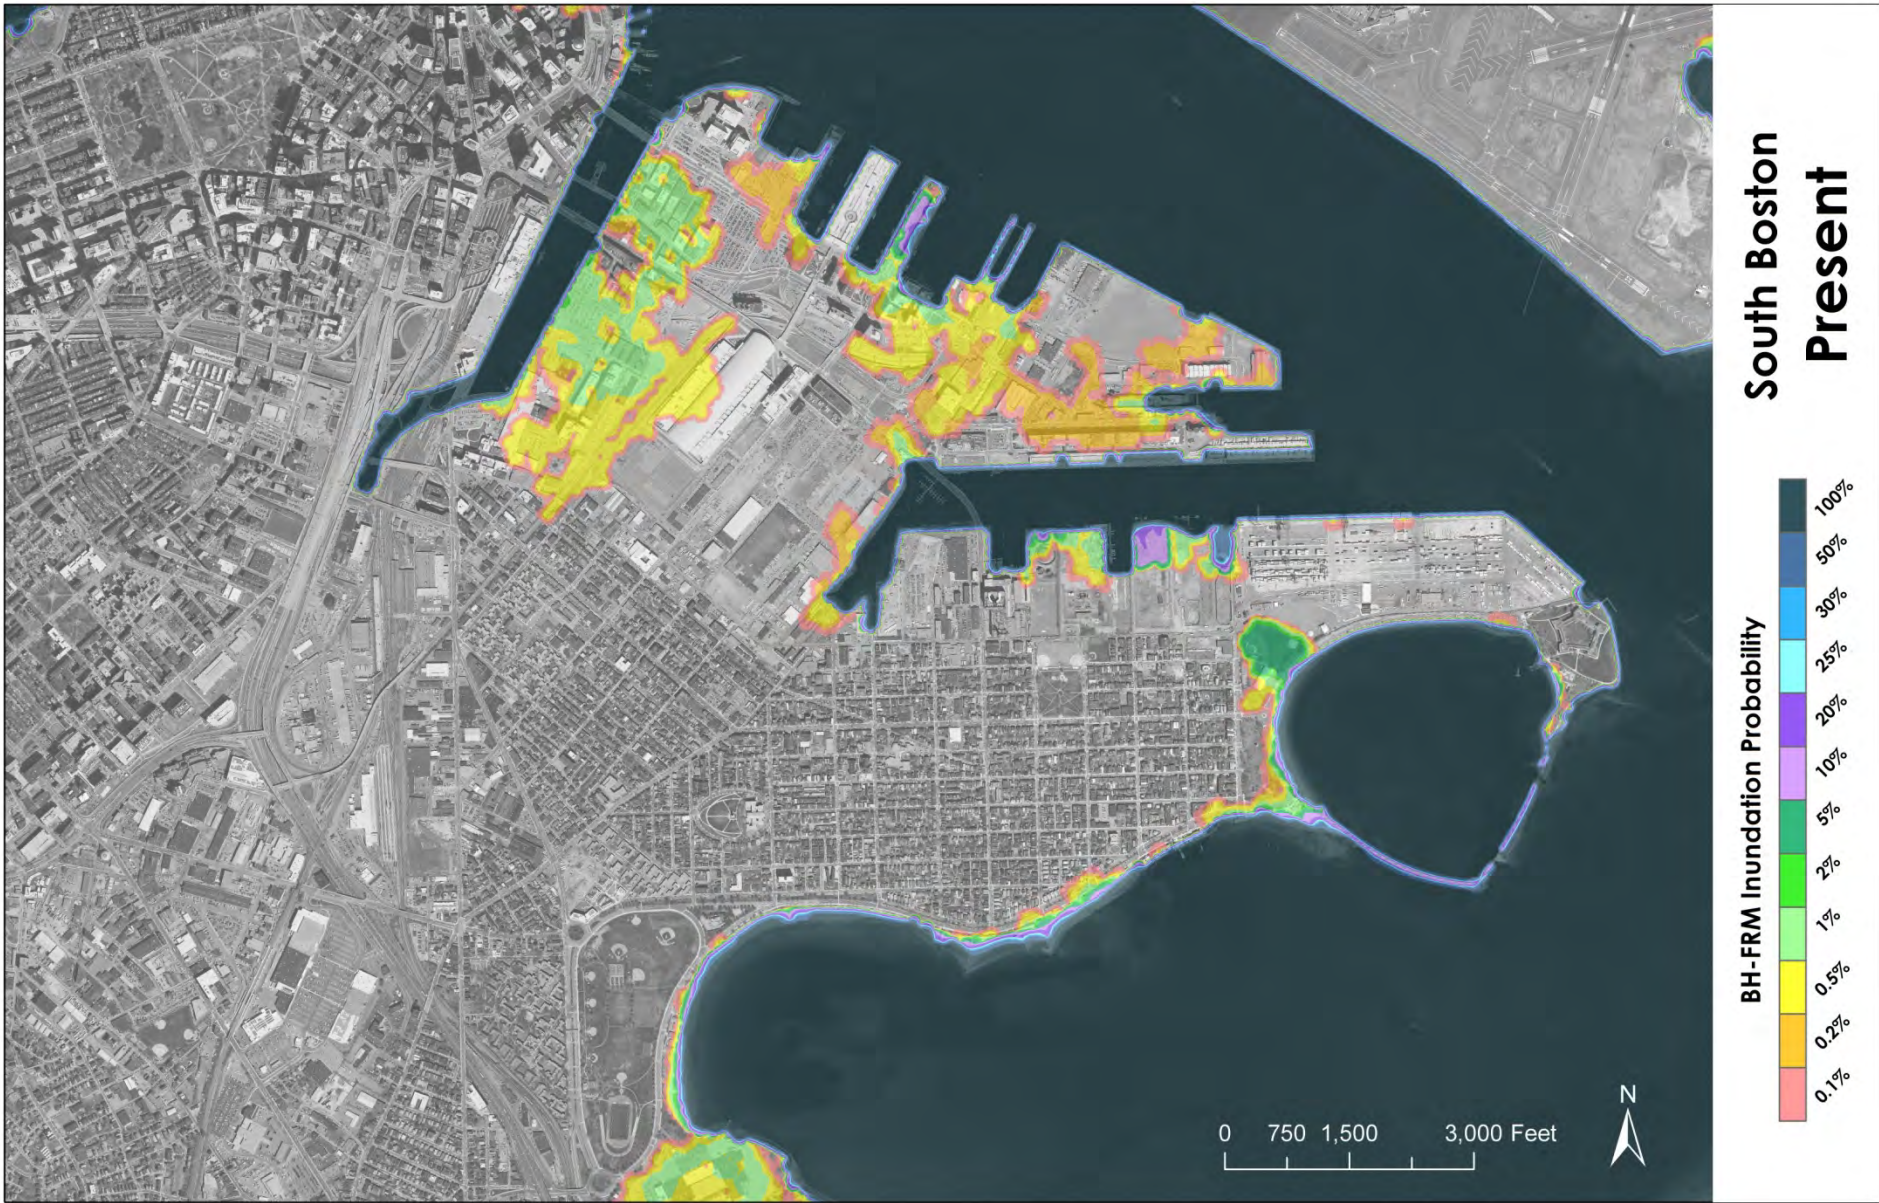 South Boston
Present
BH-FRM Inundation Probability
100%
50%
30%
25%
20%
10%
5%
2%
1%
0.5%
0.2%
0.1%
N
0 750 1,500 3,000 Feet